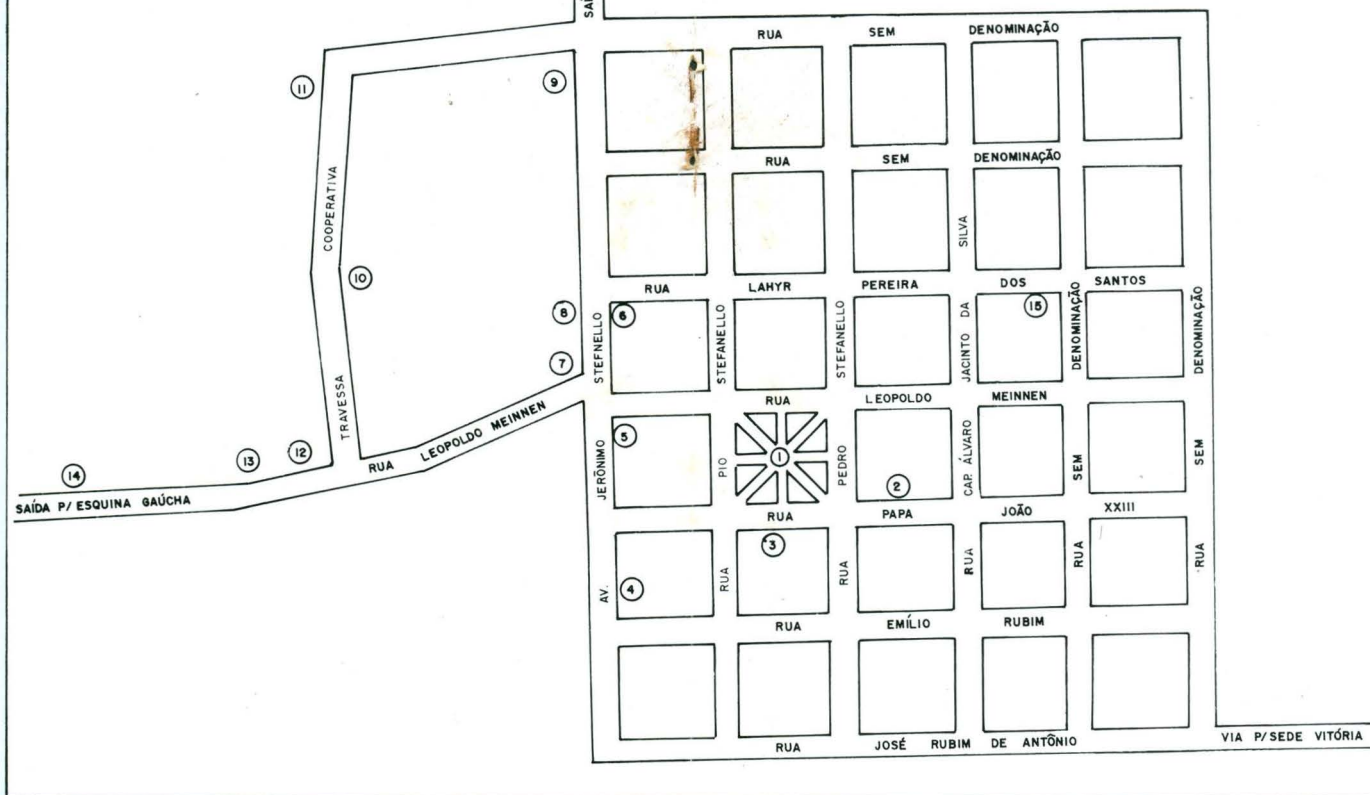 SAÍ
RUA SEM DENOMINAÇÃO
11
9
RUA SEM DENOMINAÇÃO
TRAVESSA COOPERATIVA
10
RUA LAHYR PEREIRA DOS SANTOS
8
6
15
7
AV. JERÔNIMO STEFNELLO
RUA PIO STEFANELLO
RUA PEDRO STEFANELLO
RUA CAP. ÁLVARO JACINTO DA SILVA
RUA SEM DENOMINAÇÃO
RUA SEM DENOMINAÇÃO
RUA LEOPOLDO MEINNEN
RUA LEOPOLDO MEINNEN
5
1
2
14
13
12
SAÍDA P/ ESQUINA GAÚCHA
RUA PAPA JOÃO XXIII
3
4
RUA EMÍLIO RUBIM
RUA JOSÉ RUBIM DE ANTÔNIO
VIA P/SEDE VITÓRIA